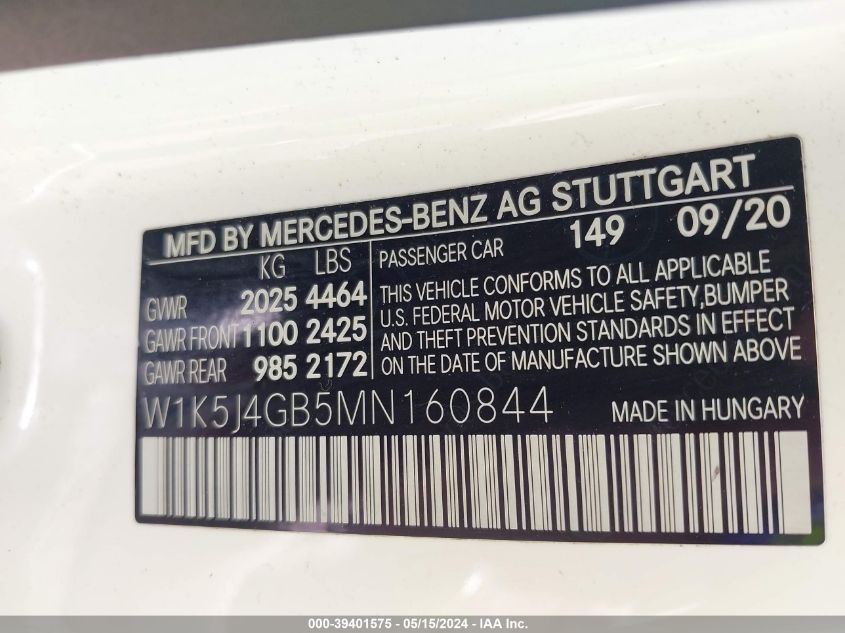 MFD BY MERCEDES-BENZ AG STUTTGART
KG LBS
GVWR 2025 4464
GAWR FRONT 1100 2425
GAWR REAR 985 2172
PASSENGER CAR 149 09/20
THIS VEHICLE CONFORMS TO ALL APPLICABLE
U.S. FEDERAL MOTOR VEHICLE SAFETY,BUMPER
AND THEFT PREVENTION STANDARDS IN EFFECT
ON THE DATE OF MANUFACTURE SHOWN ABOVE
W1K5J4GB5MN160844 MADE IN HUNGARY
000-39401575 - 05/15/2024 - IAA Inc.